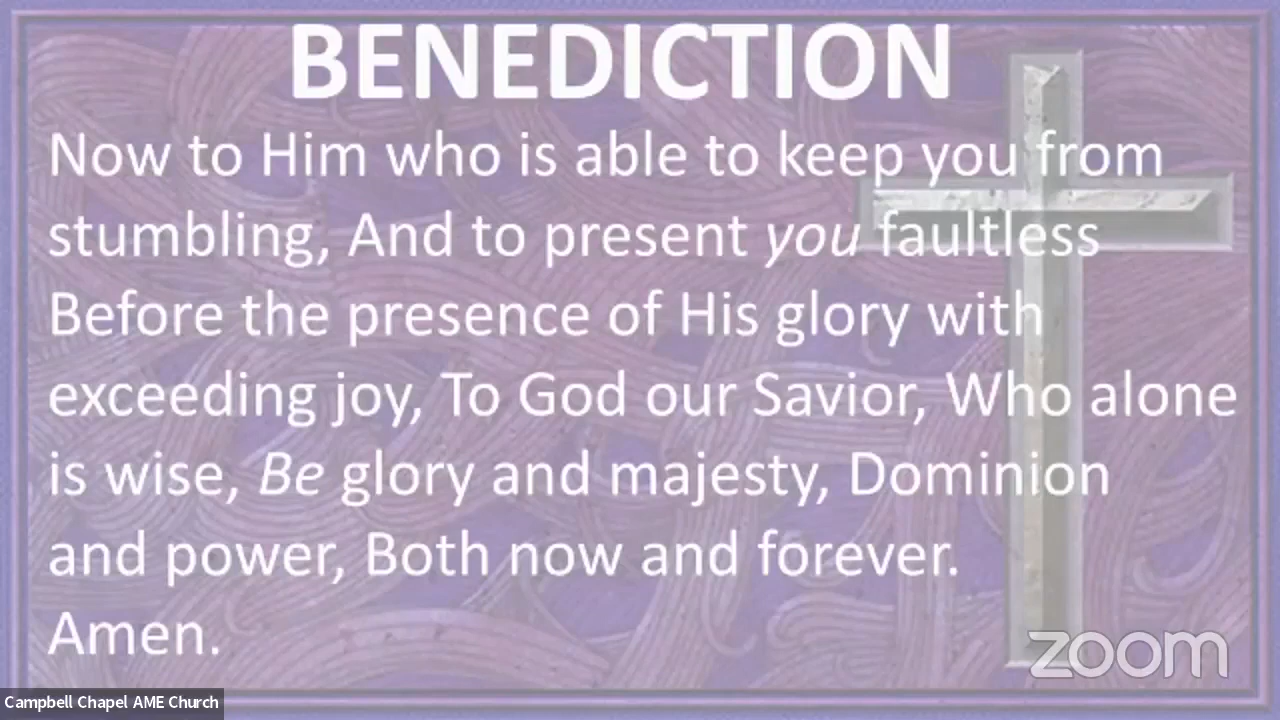 BENEDICTION
Now to Him who is able to keep you from
stumbling, And to present you faultless
Before the presence of His glory with
exceeding joy, To God our Savior, Who alone
is wise, Be glory and majesty, Dominion
and power, Both now and forever.
Amen.
zoom
Campbell Chapel AME Church